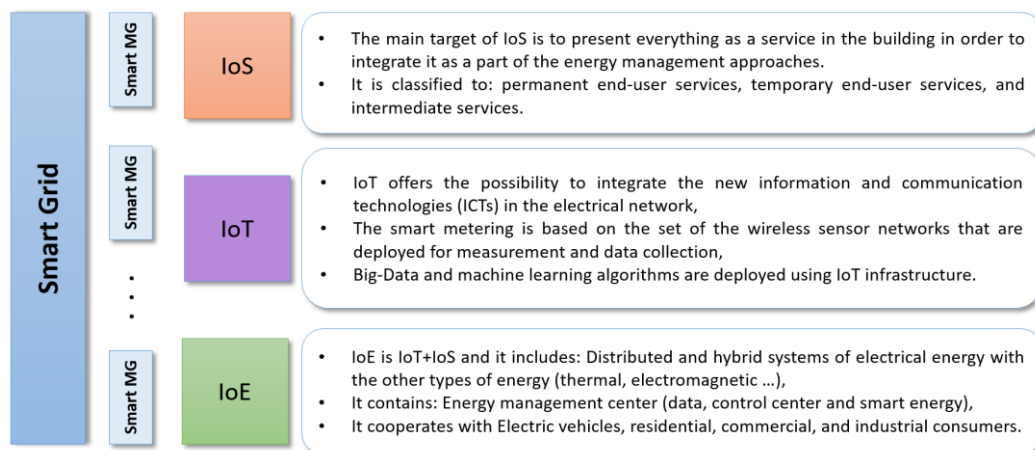 Smart Grid
Smart MG
IoS
• The main target of IoS is to present everything as a service in the building in order to
integrate it as a part of the energy management approaches.
• It is classified to: permanent end-user services, temporary end-user services, and
intermediate services.
Smart MG
IoT
• IoT offers the possibility to integrate the new information and communication
technologies (ICTs) in the electrical network,
• The smart metering is based on the set of the wireless sensor networks that are
deployed for measurement and data collection,
• Big-Data and machine learning algorithms are deployed using IoT infrastructure.
Smart MG
IoE
• IoE is IoT+IoS and it includes: Distributed and hybrid systems of electrical energy with
the other types of energy (thermal, electromagnetic ...),
• It contains: Energy management center (data, control center and smart energy),
• It cooperates with Electric vehicles, residential, commercial, and industrial consumers.